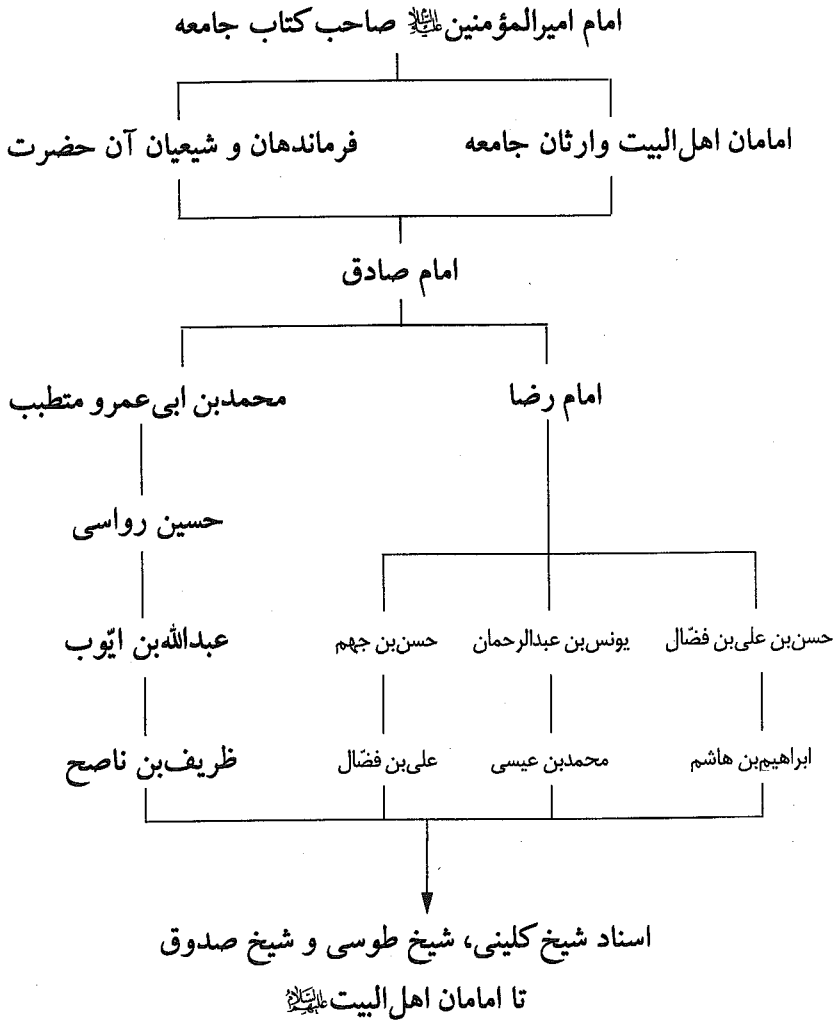 امام امیرالمؤمنین علیه‌السلام صاحب کتاب جامعه
امامان اهل‌البیت وارثان جامعه
فرماندهان و شیعیان آن حضرت
امام صادق
امام رضا
محمدبن ابی‌عمرو متطبب
حسین رواسی
حسن‌بن علی‌بن فضّال
یونس‌بن عبدالرحمان
حسن‌بن جهم
عبدالله‌بن ایّوب
ابراهیم‌بن هاشم
محمدبن عیسی
علی‌بن فضّال
ظریف‌بن ناصح
اسناد شیخ کلینی، شیخ طوسی و شیخ صدوق
تا امامان اهل‌البیت علیهم‌السلام